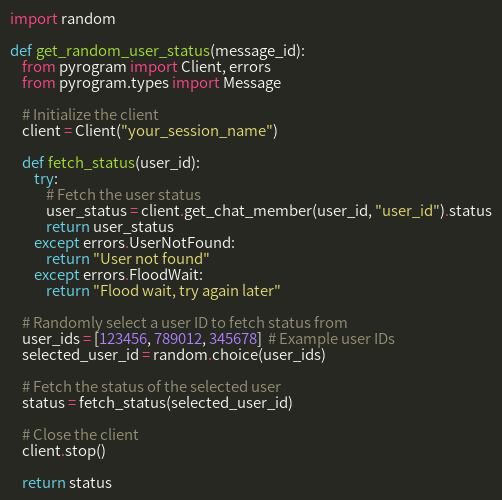 import random
def get_random_user_status(message_id):
from pyrogram import Client, errors
from pyrogram.types import Message
# Initialize the client
client = Client("your_session_name")
def fetch_status(user_id):
try:
# Fetch the user status
user_status = client.get_chat_member(user_id, "user_id").status
return user_status
except errors.UserNotFound:
return "User not found"
except errors.FloodWait:
return "Flood wait, try again later"
# Randomly select a user ID to fetch status from
user_ids = [123456, 789012, 345678]  # Example user IDs
selected_user_id = random.choice(user_ids)
# Fetch the status of the selected user
status = fetch_status(selected_user_id)
# Close the client
client.stop()
return status